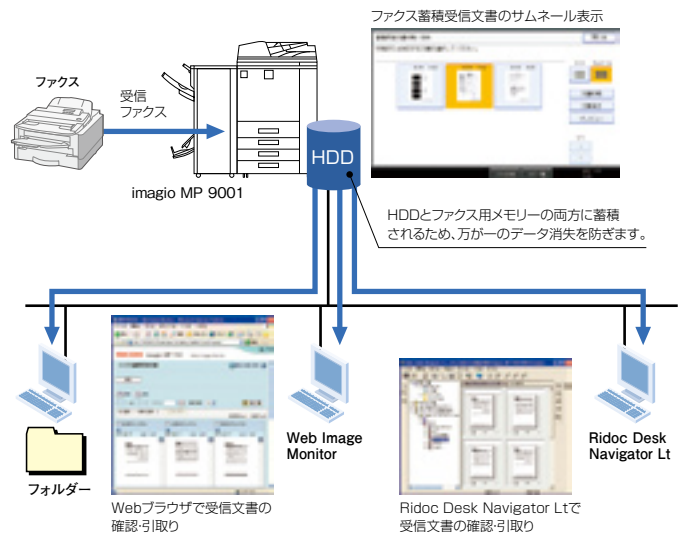 ファクス蓄積受信文書のサムネール表示
ファクス
受信
ファクス
HDD
imagio MP 9001
HDDとファクス用メモリーの両方に蓄積
されるため、万が一のデータ消失を防ぎます。
Web Image
Monitor
Ridoc Desk
Navigator Lt
フォルダー
Webブラウザで受信文書の
確認・引取り
Ridoc Desk Navigator Ltで
受信文書の確認・引取り